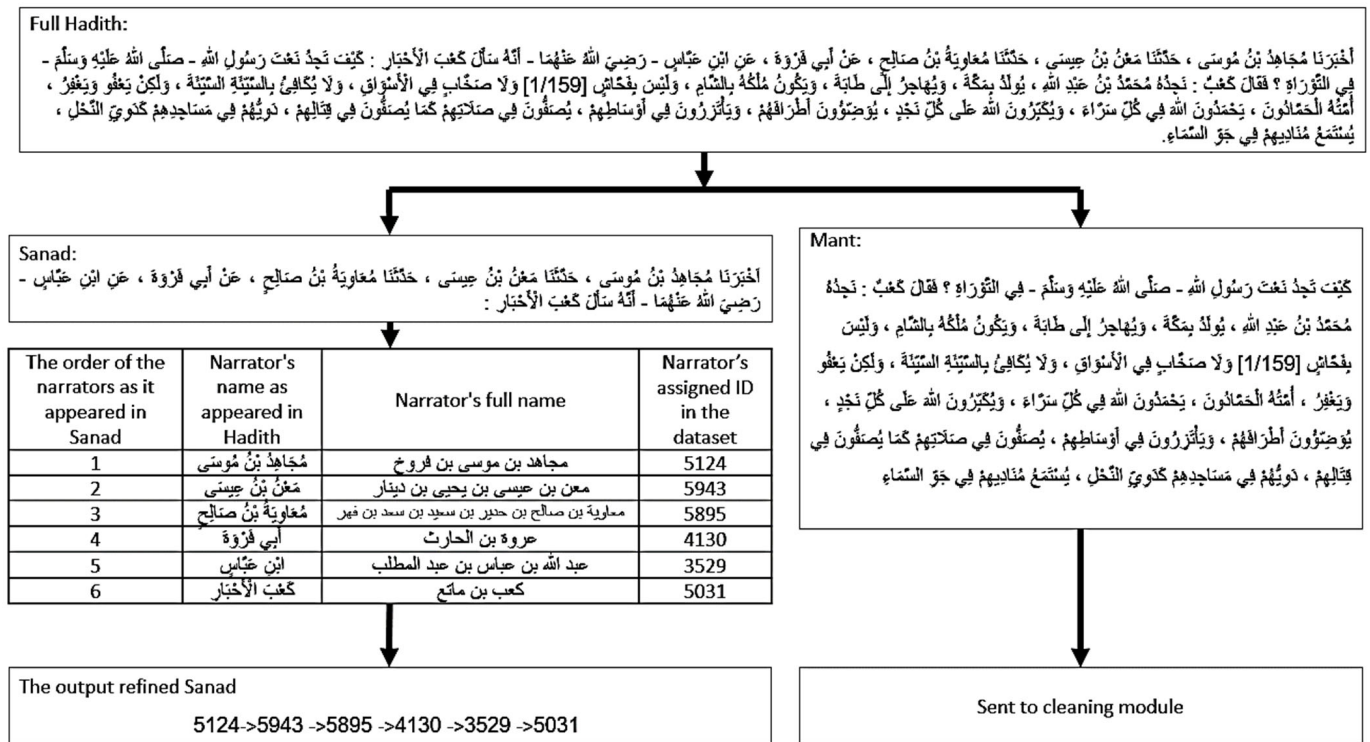 Full Hadith:
أَخْبَرَنَا مُجَاهِدُ بْنُ مُوسَى ، حَدَّثَنَا مَعْنُ بْنُ عِيسَى ، حَدَّثَنَا مُعَاوِيَةُ بْنُ صَالِحٍ ، عَنْ أَبِي فَرْوَةَ ، عَنِ ابْنِ عَبَّاسٍ - رَضِيَ اللهُ عَنْهُمَا - أَنَّهُ سَأَلَ كَعْبَ الْأَحْبَارِ : كَيْفَ تَجِدُ نَعْتَ رَسُولِ اللهِ - صَلَّى اللهُ عَلَيْهِ وَسَلَّمَ -
فِي التَّوْرَاةِ ؟ فَقَالَ كَعْبٌ : نَجِدُهُ مُحَمَّدُ بْنُ عَبْدِ اللهِ ، يُولَدُ بِمَكَّةَ ، وَيُهَاجِرُ إِلَى طَابَةَ ، وَيَكُونُ مُلْكُهُ بِالشَّامِ ، وَلَيْسَ بِفَحَّاشٍ [1/159] وَلَا صَخَّابٍ فِي الْأَسْوَاقِ ، وَلَا يُكَافِئُ بِالسَّيِّئَةِ السَّيِّئَةَ ، وَلَكِنْ يَعْفُو وَيَغْفِرُ ،
أُمَّتُهُ الْحَمَّادُونَ ، يَحْمَدُونَ اللهَ فِي كُلِّ سَرَّاءَ ، وَيُكَبِّرُونَ اللهَ عَلَى كُلِّ نَجْدٍ ، يُوَضِّؤُونَ أَطْرَافَهُمْ ، وَيَأْتَزِرُونَ فِي أَوْسَاطِهِمْ ، يُصَفُّونَ فِي صَلَاتِهِمْ كَمَا يُصَفُّونَ فِي قِتَالِهِمْ ، دَوِيُّهُمْ فِي مَسَاجِدِهِمْ كَدَوِيِّ النَّحْلِ ،
يُسْتَمَعُ مُنَادِيهِمْ فِي جَوِّ السَّمَاءِ.
Sanad:
أَخْبَرَنَا مُجَاهِدُ بْنُ مُوسَى ، حَدَّثَنَا مَعْنُ بْنُ عِيسَى ، حَدَّثَنَا مُعَاوِيَةُ بْنُ صَالِحٍ ، عَنْ أَبِي فَرْوَةَ ، عَنِ ابْنِ عَبَّاسٍ -
رَضِيَ اللهُ عَنْهُمَا - أَنَّهُ سَأَلَ كَعْبَ الْأَحْبَارِ :
The order of the narrators as it appeared in Sanad | Narrator's name as appeared in Hadith | Narrator's full name | Narrator's assigned ID in the dataset
1 | مُجَاهِدُ بْنُ مُوسَى | مجاهد بن موسى بن فروخ | 5124
2 | مَعْنُ بْنُ عِيسَى | معن بن عيسى بن يحيى بن دينار | 5943
3 | مُعَاوِيَةُ بْنُ صَالِحٍ | معاوية بن صالح بن حدير بن سعيد بن سعد بن فهر | 5895
4 | أَبِي فَرْوَةَ | عروة بن الحارث | 4130
5 | ابْنِ عَبَّاسٍ | عبد الله بن عباس بن عبد المطلب | 3529
6 | كَعْبَ الْأَحْبَارِ | كعب بن ماتع | 5031
The output refined Sanad
5124->5943 ->5895 ->4130 ->3529 ->5031
Mant:
كَيْفَ تَجِدُ نَعْتَ رَسُولِ اللهِ - صَلَّى اللهُ عَلَيْهِ وَسَلَّمَ - فِي التَّوْرَاةِ ؟ فَقَالَ كَعْبٌ : نَجِدُهُ
مُحَمَّدُ بْنُ عَبْدِ اللهِ ، يُولَدُ بِمَكَّةَ ، وَيُهَاجِرُ إِلَى طَابَةَ ، وَيَكُونُ مُلْكُهُ بِالشَّامِ ، وَلَيْسَ
بِفَحَّاشٍ [1/159] وَلَا صَخَّابٍ فِي الْأَسْوَاقِ ، وَلَا يُكَافِئُ بِالسَّيِّئَةِ السَّيِّئَةَ ، وَلَكِنْ يَعْفُو
وَيَغْفِرُ ، أُمَّتُهُ الْحَمَّادُونَ ، يَحْمَدُونَ اللهَ فِي كُلِّ سَرَّاءَ ، وَيُكَبِّرُونَ اللهَ عَلَى كُلِّ نَجْدٍ ،
يُوَضِّؤُونَ أَطْرَافَهُمْ ، وَيَأْتَزِرُونَ فِي أَوْسَاطِهِمْ ، يُصَفُّونَ فِي صَلَاتِهِمْ كَمَا يُصَفُّونَ فِي
قِتَالِهِمْ ، دَوِيُّهُمْ فِي مَسَاجِدِهِمْ كَدَوِيِّ النَّحْلِ ، يُسْتَمَعُ مُنَادِيهِمْ فِي جَوِّ السَّمَاءِ
Sent to cleaning module